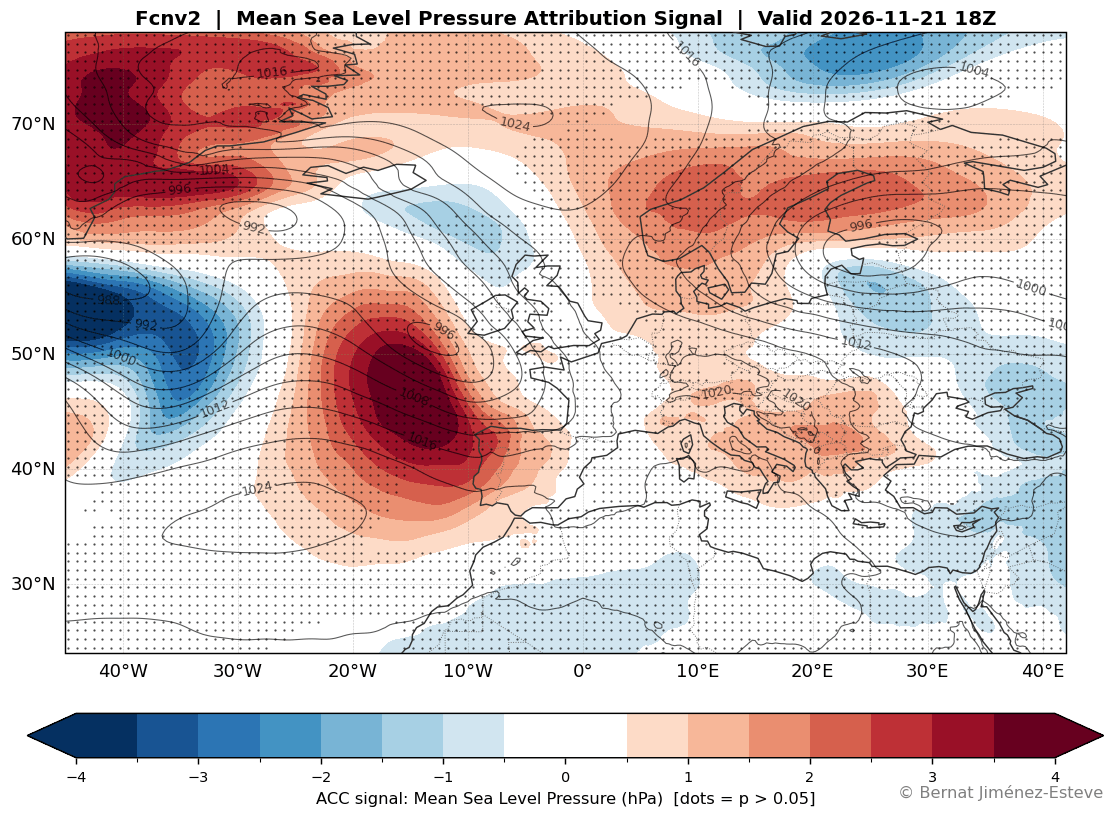 Fcnv2 | Mean Sea Level Pressure Attribution Signal | Valid 2026-11-21 18Z
70°N
60°N
50°N
40°N
30°N
1016
1016
1004
1024
1004
996
992
996
1000
988
992
996
1000
1012
1012
1008
1016
1020
1020
1024
40°W 30°W 20°W 10°W 0° 10°E 20°E 30°E 40°E
−4 −3 −2 −1 0 1 2 3 4
ACC signal: Mean Sea Level Pressure (hPa) [dots = p > 0.05]
© Bernat Jiménez-Esteve